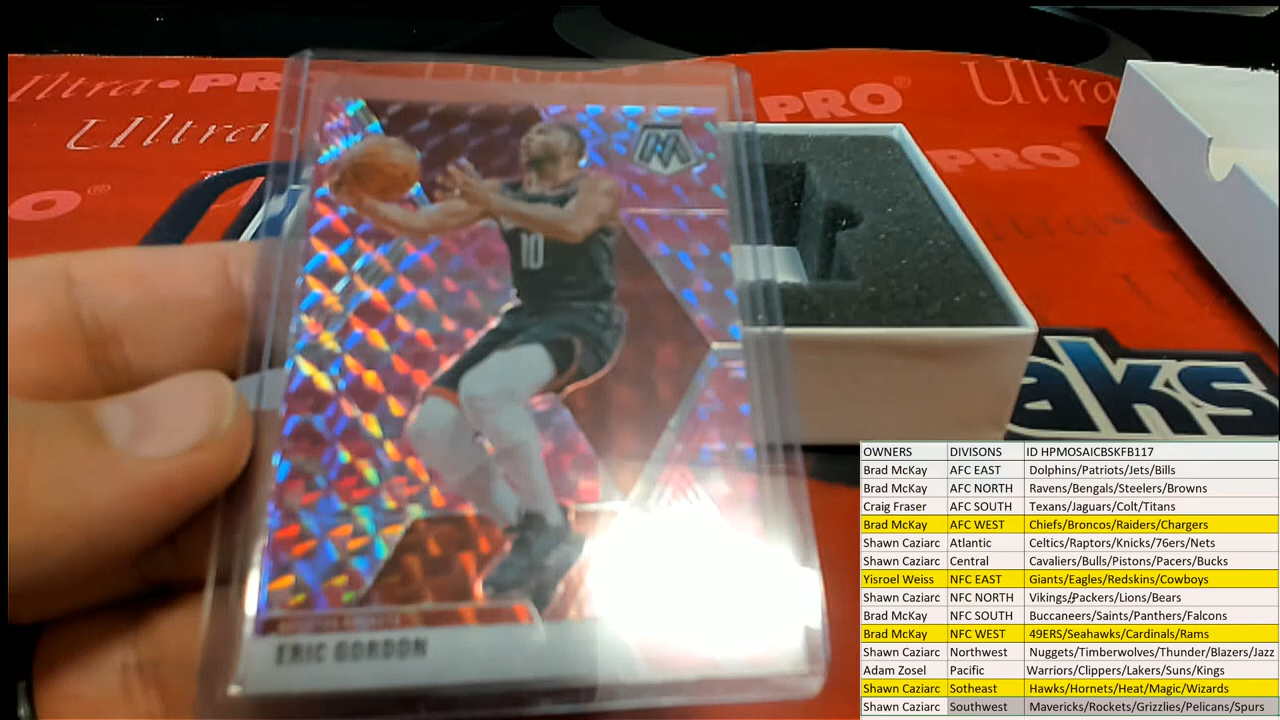 Ultra•PRO
PRO®
Ultra
PRO®
Ultra
O®
10
M
ERIC GORDON
aks
OWNERS DIVISONS ID HPMOSAICBSKFB117
Brad McKay AFC EAST Dolphins/Patriots/Jets/Bills
Brad McKay AFC NORTH Ravens/Bengals/Steelers/Browns
Craig Fraser AFC SOUTH Texans/Jaguars/Colt/Titans
Brad McKay AFC WEST Chiefs/Broncos/Raiders/Chargers
Shawn Caziarc Atlantic Celtics/Raptors/Knicks/76ers/Nets
Shawn Caziarc Central Cavaliers/Bulls/Pistons/Pacers/Bucks
Yisroel Weiss NFC EAST Giants/Eagles/Redskins/Cowboys
Shawn Caziarc NFC NORTH Vikings/Packers/Lions/Bears
Brad McKay NFC SOUTH Buccaneers/Saints/Panthers/Falcons
Brad McKay NFC WEST 49ERS/Seahawks/Cardinals/Rams
Shawn Caziarc Northwest Nuggets/Timberwolves/Thunder/Blazers/Jazz
Adam Zosel Pacific Warriors/Clippers/Lakers/Suns/Kings
Shawn Caziarc Sotheast Hawks/Hornets/Heat/Magic/Wizards
Shawn Caziarc Southwest Mavericks/Rockets/Grizzlies/Pelicans/Spurs